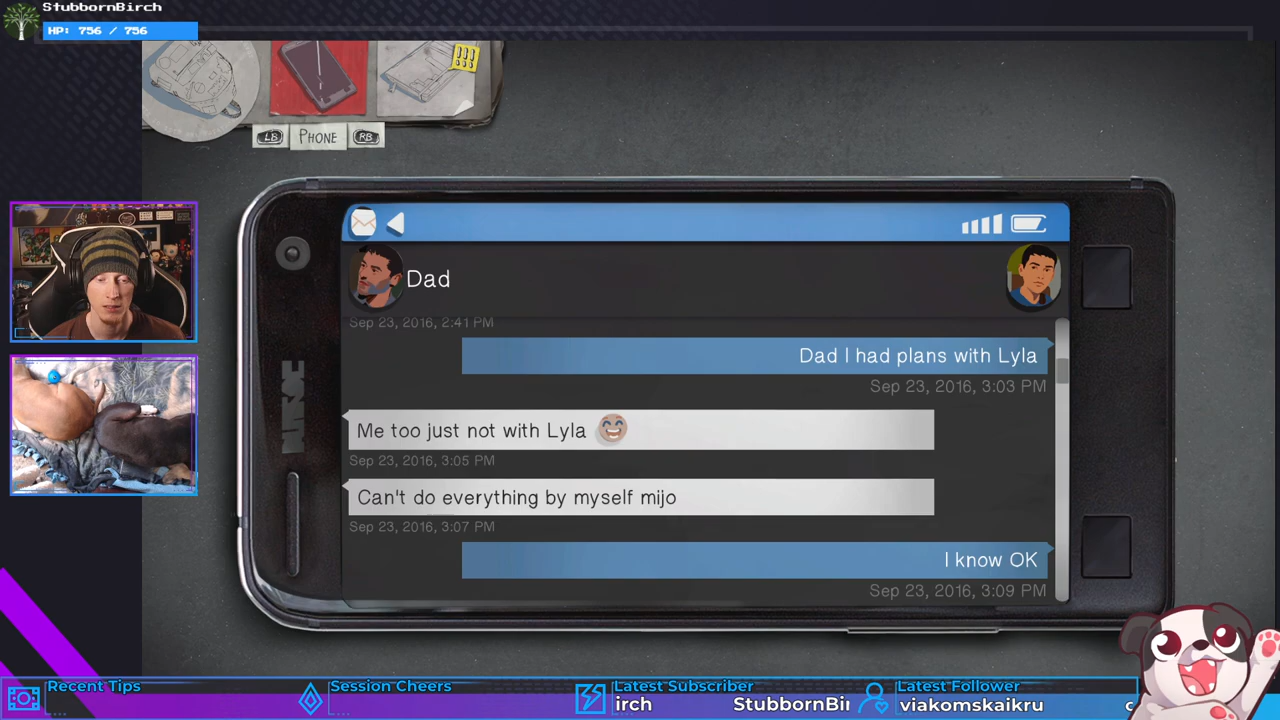 StubbornBirch
HP: 756 / 756
LB
PHONE
RB
Dad
Sep 23, 2016, 2:41 PM
Dad I had plans with Lyla
Sep 23, 2016, 3:03 PM
Me too just not with Lyla
Sep 23, 2016, 3:05 PM
Can't do everything by myself mijo
Sep 23, 2016, 3:07 PM
I know OK
Sep 23, 2016, 3:09 PM
Recent Tips
Session Cheers
Latest Subscriber
irch
StubbornBi
Latest Follower
viakomskaikru